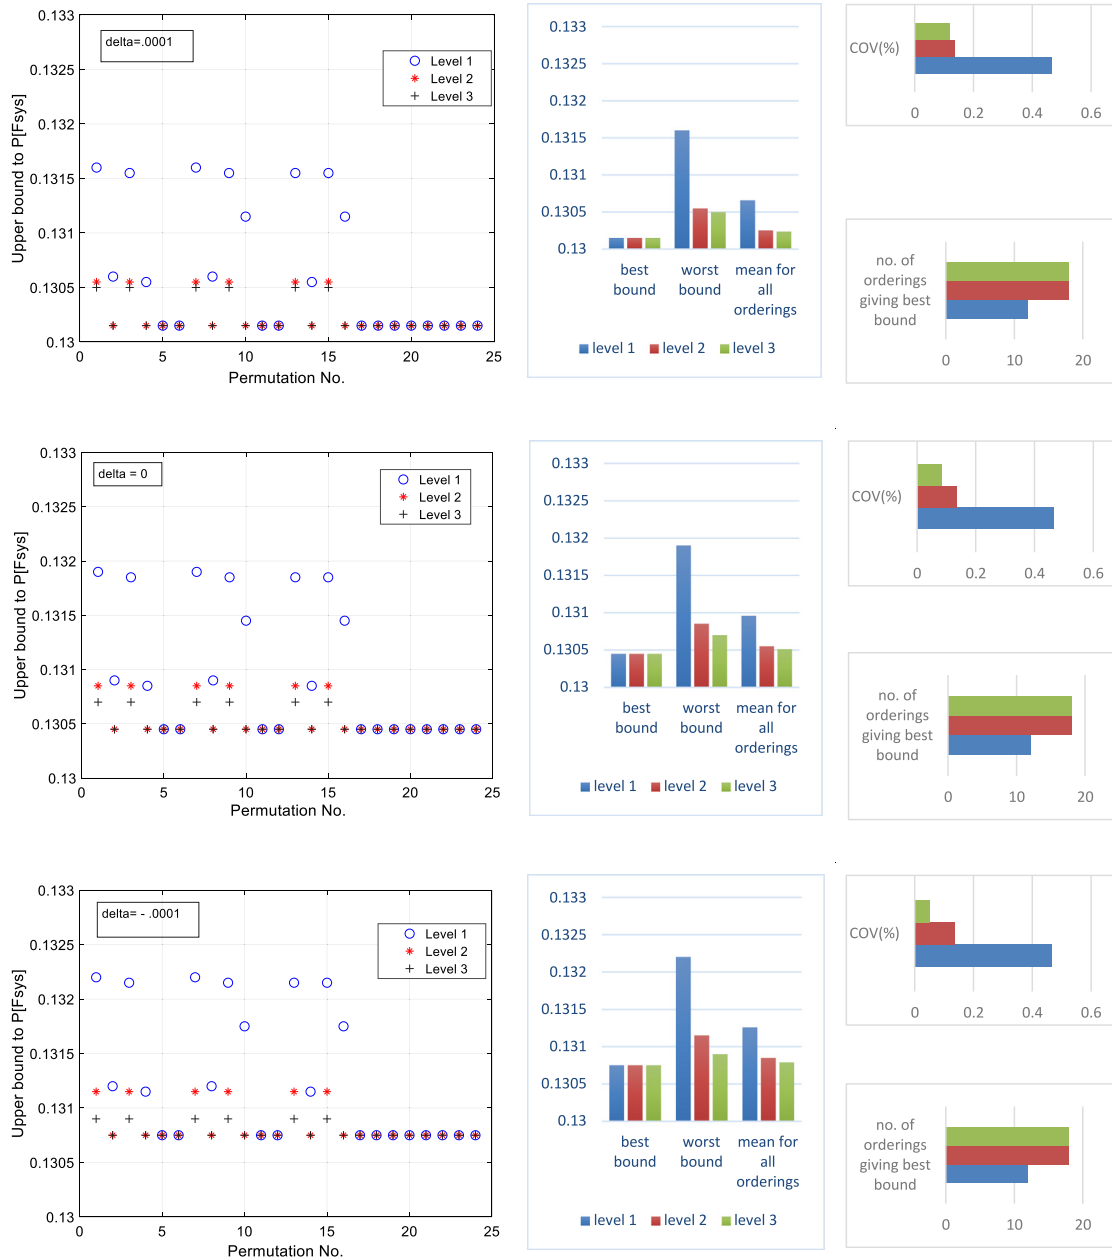 0.133
0.1325
0.132
0.1315
0.131
0.1305
0.13
Upper bound to P[Fsys]
delta=.0001
Level 1
Level 2
Level 3
0 5 10 15 20 25
Permutation No.
0.133
0.1325
0.132
0.1315
0.131
0.1305
0.13
best bound
worst bound
mean for all orderings
level 1 level 2 level 3
COV(%)
0 0.2 0.4 0.6
no. of
orderings
giving best
bound
0 10 20
0.133
0.1325
0.132
0.1315
0.131
0.1305
0.13
Upper bound to P[Fsys]
delta = 0
Level 1
Level 2
Level 3
0 5 10 15 20 25
Permutation No.
0.133
0.1325
0.132
0.1315
0.131
0.1305
0.13
best bound
worst bound
mean for all orderings
level 1 level 2 level 3
COV(%)
0 0.2 0.4 0.6
no. of
orderings
giving best
bound
0 10 20
0.133
0.1325
0.132
0.1315
0.131
0.1305
0.13
Upper bound to P[Fsys]
delta= - .0001
Level 1
Level 2
Level 3
0 5 10 15 20 25
Permutation No.
0.133
0.1325
0.132
0.1315
0.131
0.1305
0.13
best bound
worst bound
mean for all orderings
level 1 level 2 level 3
COV(%)
0 0.2 0.4 0.6
no. of
orderings
giving best
bound
0 10 20